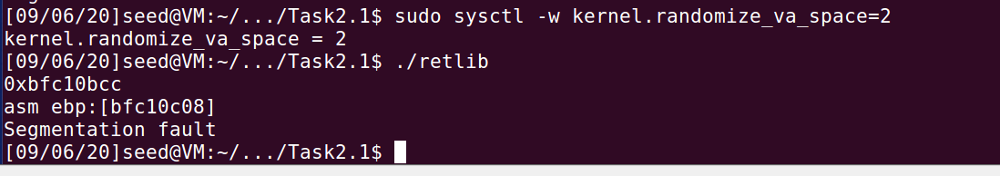 [09/06/20]seed@VM:~/.../Task2.1$ sudo sysctl -w kernel.randomize_va_space=2
kernel.randomize_va_space = 2
[09/06/20]seed@VM:~/.../Task2.1$ ./retlib
0xbfc10bcc
asm ebp:[bfc10c08]
Segmentation fault
[09/06/20]seed@VM:~/.../Task2.1$